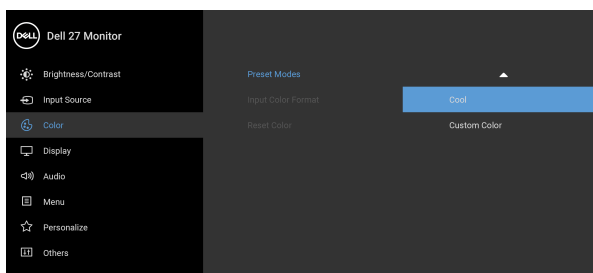 DELL Dell 27 Monitor
Brightness/Contrast Preset Modes
Input Source Input Color Format Cool
Color Reset Color Custom Color
Display
Audio
Menu
Personalize
Others